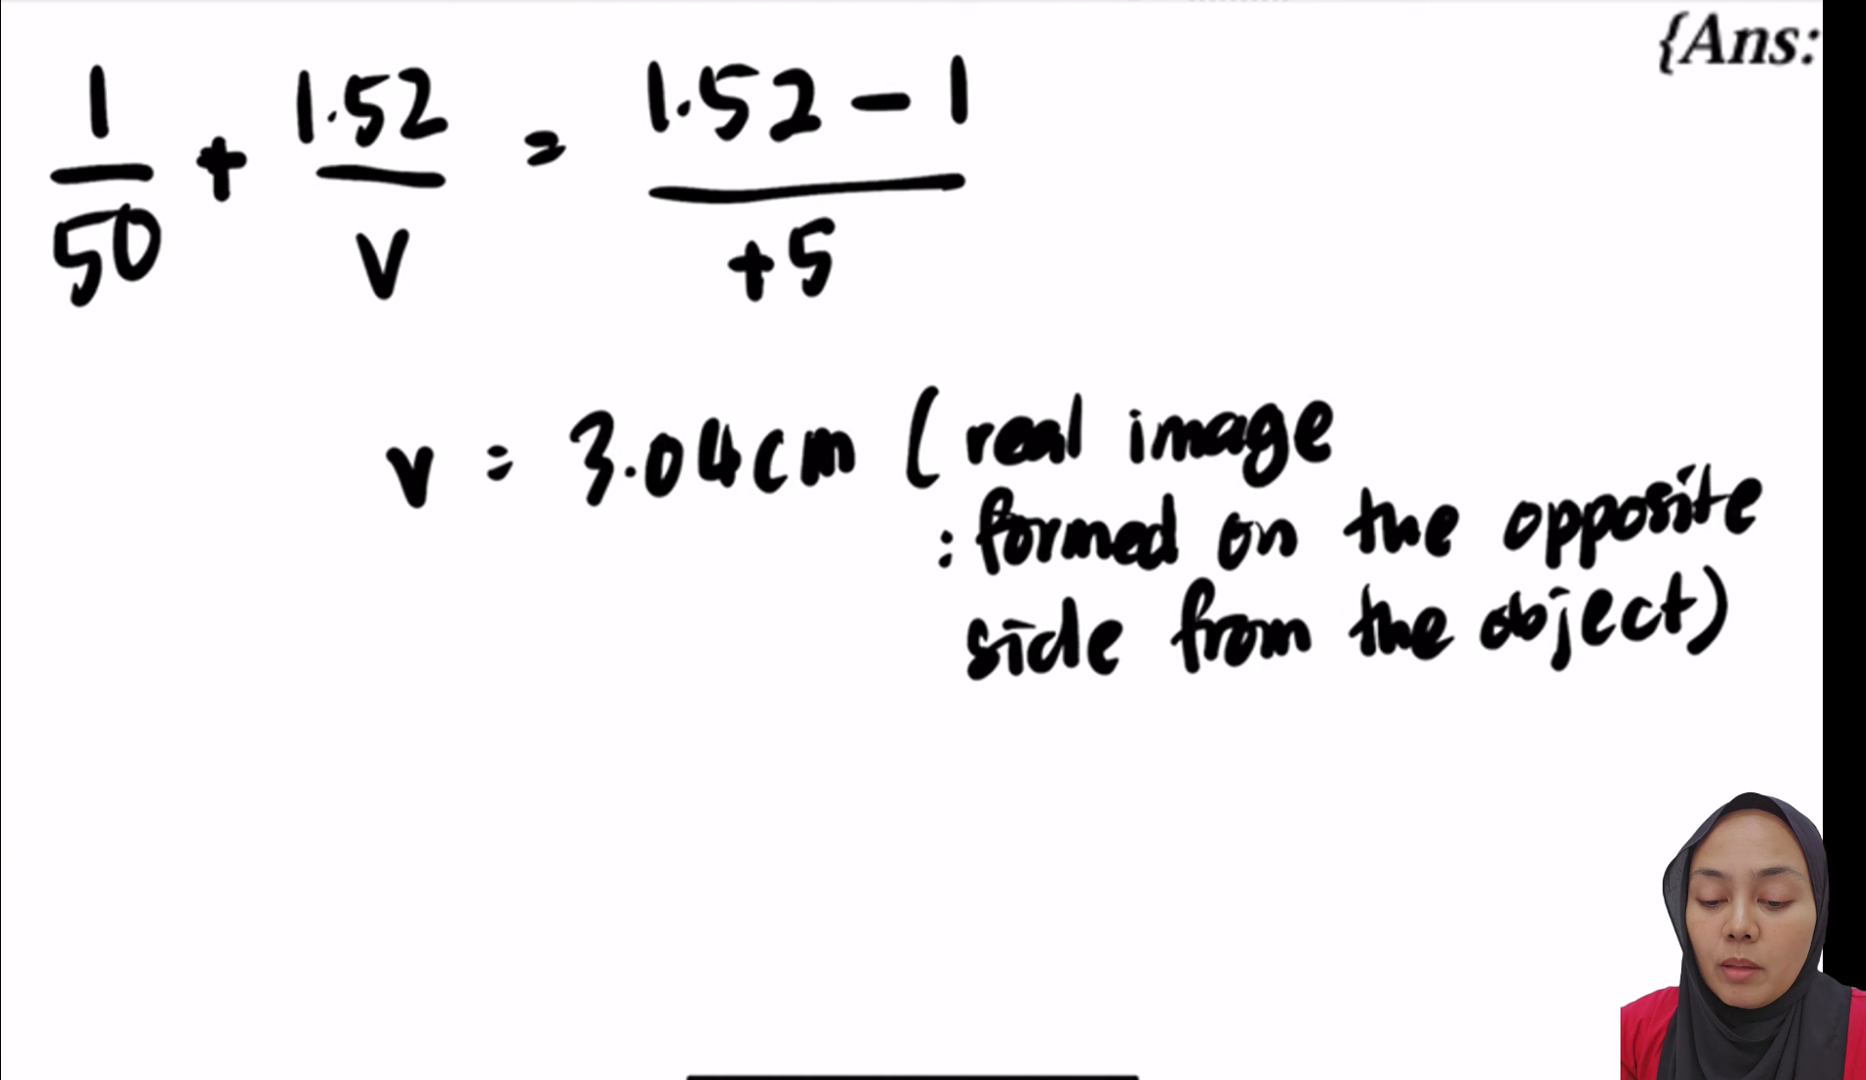 {Ans:
1/50 + 1.52/v = 1.52 - 1/+5
v = 3.04cm (real image
: formed on the opposite
side from the object)